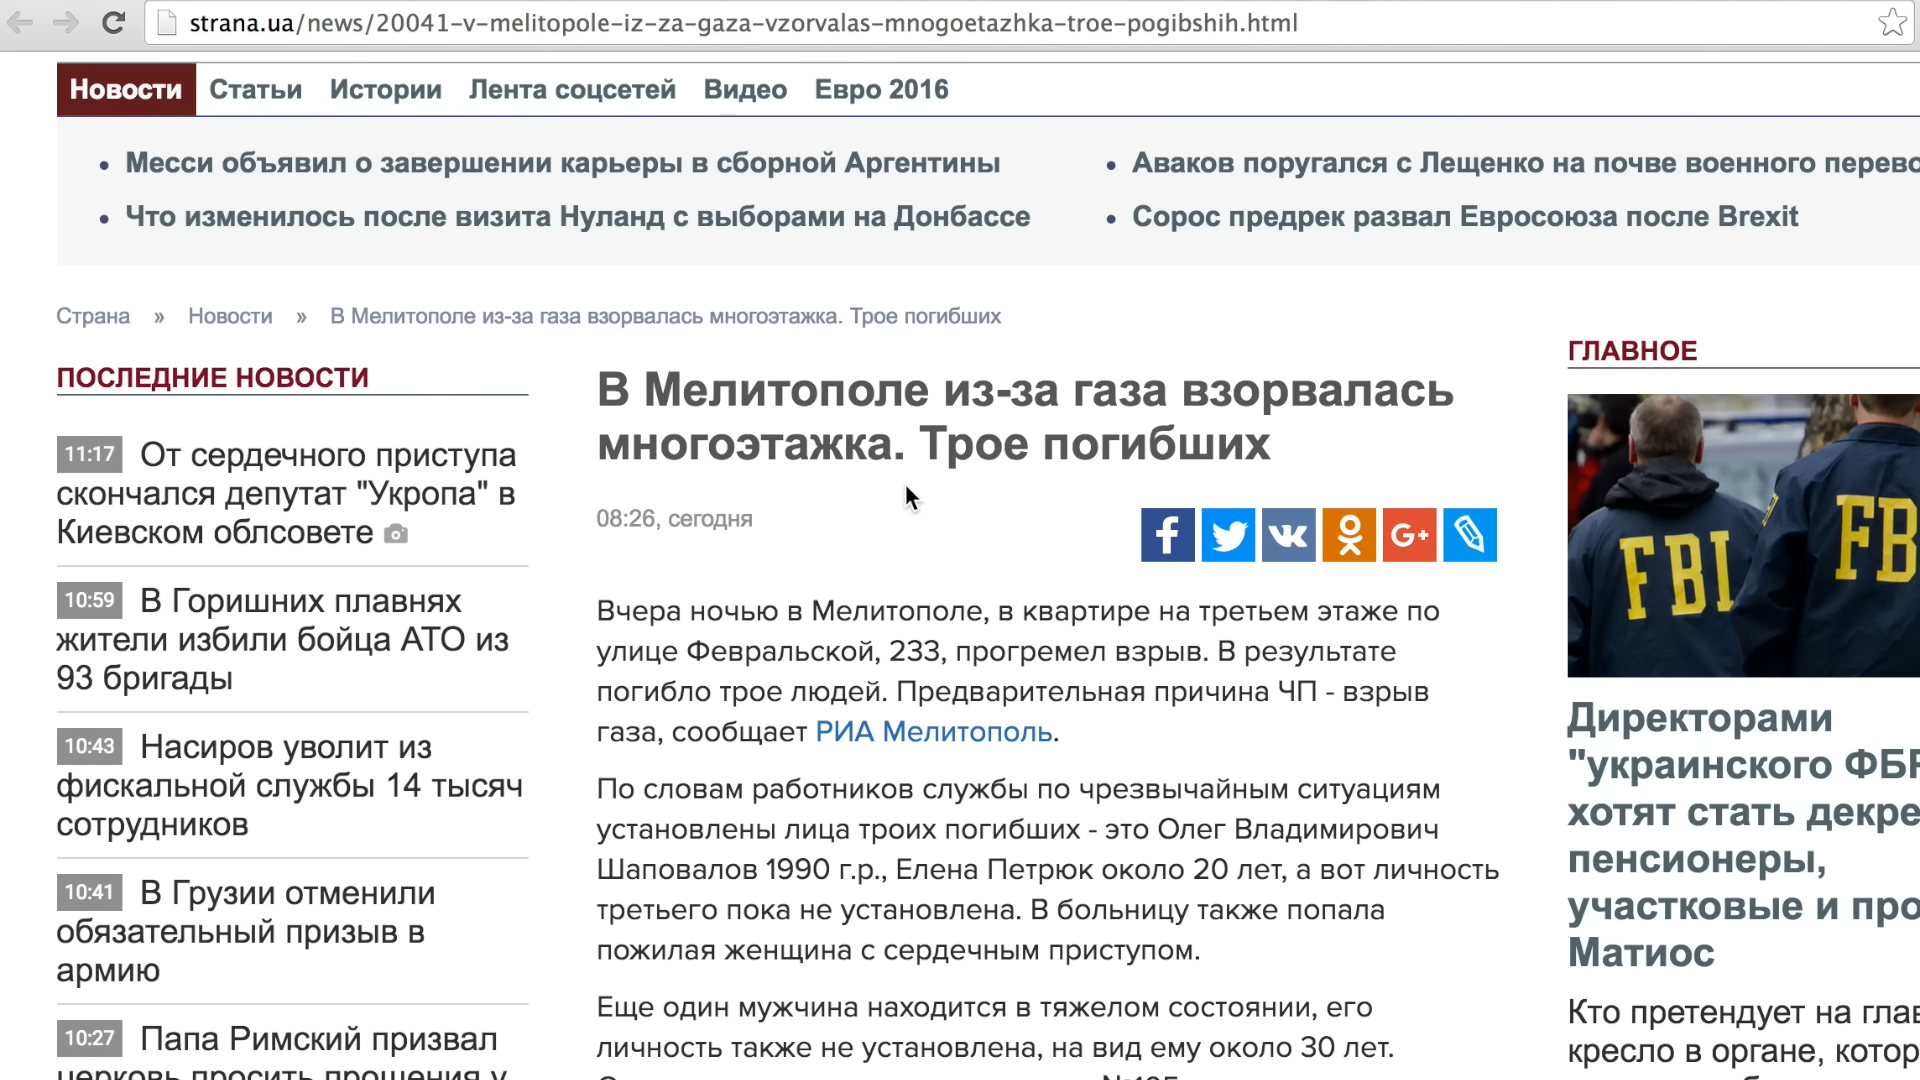 strana.ua/news/20041-v-melitopole-iz-za-gaza-vzorvalas-mnogoetazhka-troe-pogibshih.html
Новости Статьи Истории Лента соцсетей Видео Евро 2016
Месси объявил о завершении карьеры в сборной Аргентины
Что изменилось после визита Нуланд с выборами на Донбассе
Аваков поругался с Лещенко на почве военного
Сорос предрек развал Евросоюза после Brexit
Страна » Новости » В Мелитополе из-за газа взорвалась многоэтажка. Трое погибших
ПОСЛЕДНИЕ НОВОСТИ
11:17 От сердечного приступа
скончался депутат "Укропа" в
Киевском облсовете
10:59 В Горишних плавнях
жители избили бойца АТО из
93 бригады
10:43 Насиров уволит из
фискальной службы 14 тысяч
сотрудников
10:41 В Грузии отменили
обязательный призыв в
армию
10:27 Папа Римский призвал
церковь просить прощения у
В Мелитополе из-за газа взорвалась
многоэтажка. Трое погибших
08:26, сегодня
Вчера ночью в Мелитополе, в квартире на третьем этаже по
улице Февральской, 233, прогремел взрыв. В результате
погибло трое людей. Предварительная причина ЧП - взрыв
газа, сообщает РИА Мелитополь.
По словам работников службы по чрезвычайным ситуациям
установлены лица троих погибших - это Олег Владимирович
Шаповалов 1990 г.р., Елена Петрюк около 20 лет, а вот личность
третьего пока не установлена. В больницу также попала
пожилая женщина с сердечным приступом.
Еще один мужчина находится в тяжелом состоянии, его
личность также не установлена, на вид ему около 30 лет.
ГЛАВНОЕ
FBI
FB
Директорами
"украинского ФБР
хотят стать
пенсионеры,
участковые и
Матиос
Кто претендует на
кресло в органе,